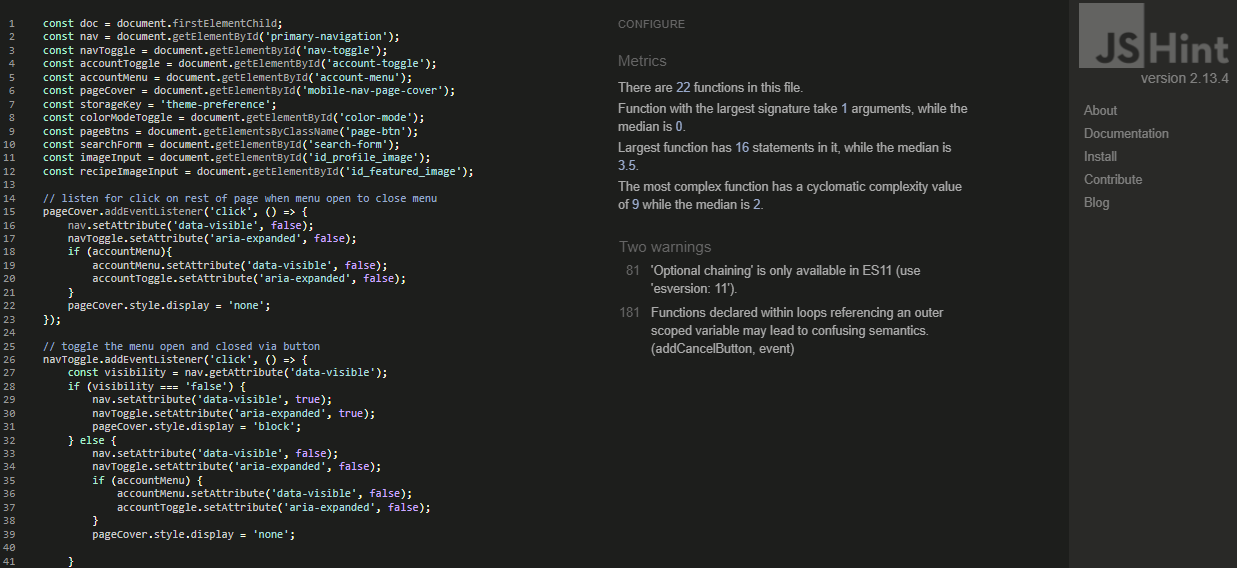 1 const doc = document.firstElementChild;
2 const nav = document.getElementById('primary-navigation');
3 const navToggle = document.getElementById('nav-toggle');
4 const accountToggle = document.getElementById('account-toggle');
5 const accountMenu = document.getElementById('account-menu');
6 const pageCover = document.getElementById('mobile-nav-page-cover');
7 const storageKey = 'theme-preference';
8 const colorModeToggle = document.getElementById('color-mode');
9 const pageBtns = document.getElementsByClassName('page-btn');
10 const searchForm = document.getElementById('search-form');
11 const imageInput = document.getElementById('id_profile_image');
12 const recipeImageInput = document.getElementById('id_featured_image');
13
14 // listen for click on rest of page when menu open to close menu
15 pageCover.addEventListener('click', () => {
16 nav.setAttribute('data-visible', false);
17 navToggle.setAttribute('aria-expanded', false);
18 if (accountMenu){
19 accountMenu.setAttribute('data-visible', false);
20 accountToggle.setAttribute('aria-expanded', false);
21 }
22 pageCover.style.display = 'none';
23 });
24
25 // toggle the menu open and closed via button
26 navToggle.addEventListener('click', () => {
27 const visibility = nav.getAttribute('data-visible');
28 if (visibility === 'false') {
29 nav.setAttribute('data-visible', true);
30 navToggle.setAttribute('aria-expanded', true);
31 pageCover.style.display = 'block';
32 } else {
33 nav.setAttribute('data-visible', false);
34 navToggle.setAttribute('aria-expanded', false);
35 if (accountMenu) {
36 accountMenu.setAttribute('data-visible', false);
37 accountToggle.setAttribute('aria-expanded', false);
38 }
39 pageCover.style.display = 'none';
40
41 }
CONFIGURE
Metrics
There are 22 functions in this file.
Function with the largest signature take 1 arguments, while the
median is 0.
Largest function has 16 statements in it, while the median is
3.5.
The most complex function has a cyclomatic complexity value
of 9 while the median is 2.
Two warnings
81 'Optional chaining' is only available in ES11 (use
'esversion: 11').
181 Functions declared within loops referencing an outer
scoped variable may lead to confusing semantics.
(addCancelButton, event)
JSHint
version 2.13.4
About
Documentation
Install
Contribute
Blog